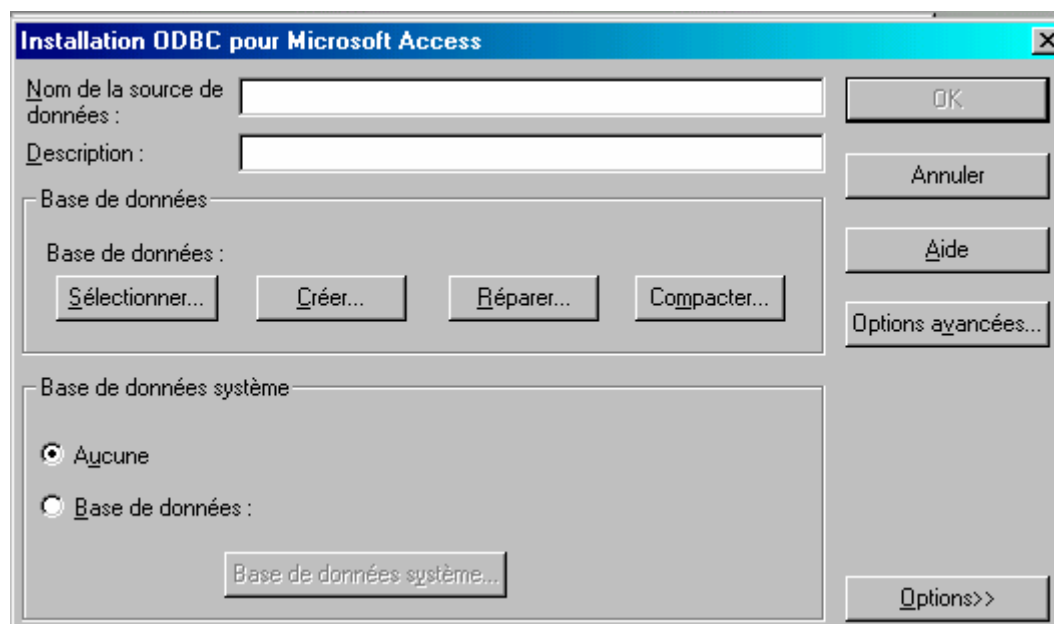 Installation ODBC pour Microsoft Access
Nom de la source de
données :
OK
Description :
Annuler
Base de données
Base de données :
Aide
Sélectionner...
Créer...
Réparer...
Compacter...
Options avancées...
Base de données système
Aucune
Base de données :
Base de données système...
Options>>